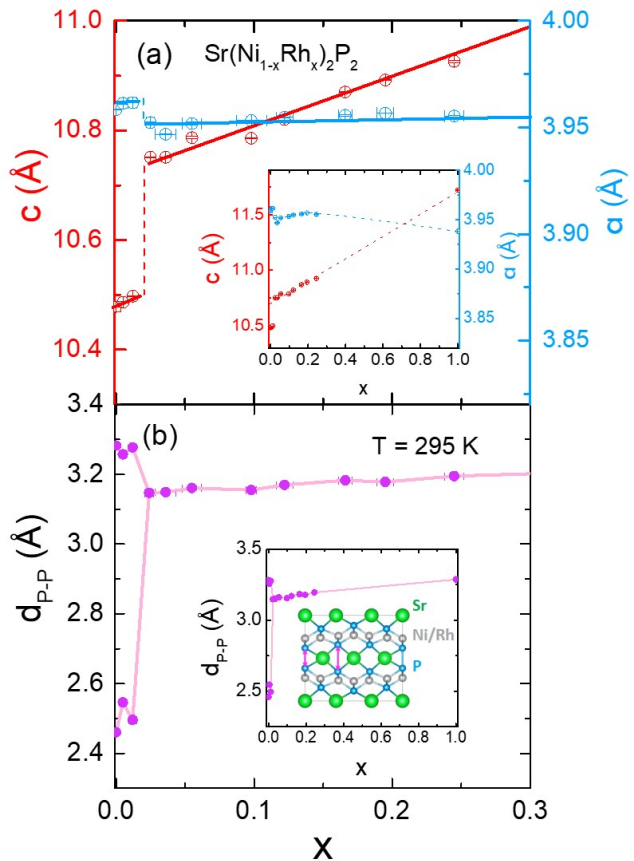 11.0
4.00
(a)
Sr(Ni1-xRhx)2P2
10.8
3.95
c (Å)
a (Å)
4.00
11.5
3.95
c (Å)
a (Å)
3.90
11.0
10.6
3.90
3.85
10.5
0.0 0.2 0.4 0.6 0.8 1.0
x
10.4
3.85
3.4
(b)
T = 295 K
3.2
dP-P (Å)
3.0
3.5
Sr
Ni/Rh
dP-P (Å)
3.0
P
2.8
2.5
2.6
0.0 0.2 0.4 0.6 0.8 1.0
x
2.4
0.0 0.1 0.2 0.3
x